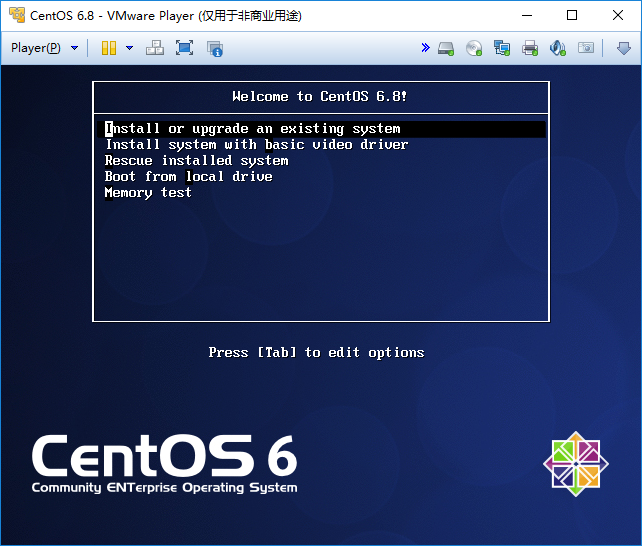 CentOS 6.8 - VMware Player (仅用于非商业用途)
Player(P)
Welcome to CentOS 6.8!
Install or upgrade an existing system
Install system with basic video driver
Rescue installed system
Boot from local drive
Memory test
Press [Tab] to edit options
CentOS 6
Community ENTerprise Operating System